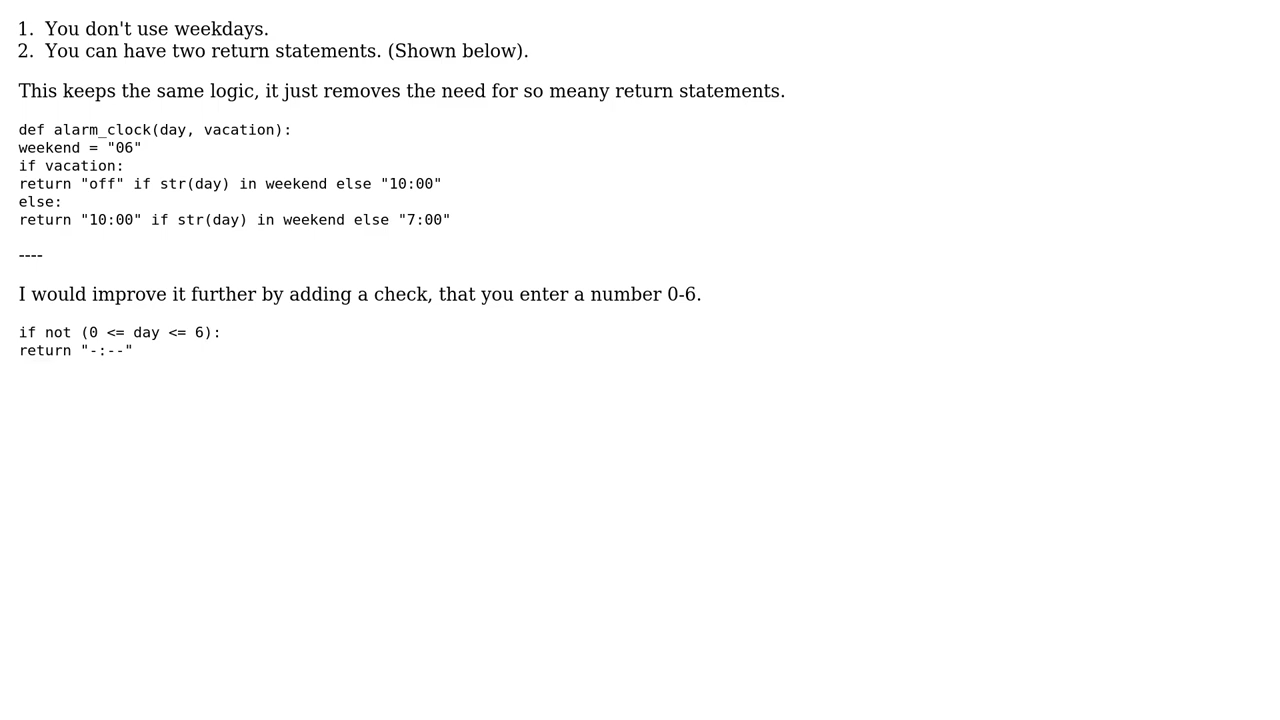 1. You don't use weekdays.
2. You can have two return statements. (Shown below).
This keeps the same logic, it just removes the need for so meany return statements.
def alarm_clock(day, vacation):
weekend = "06"
if vacation:
return "off" if str(day) in weekend else "10:00"
else:
return "10:00" if str(day) in weekend else "7:00"
----
I would improve it further by adding a check, that you enter a number 0-6.
if not (0 <= day <= 6):
return "-:--"